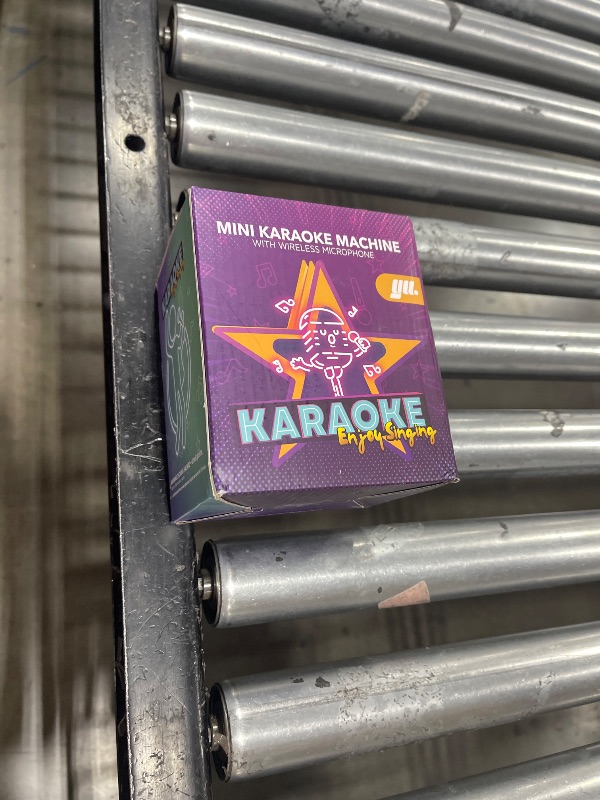 MINI KARAOKE MACHINE
WITH WIRELESS MICROPHONE
yu.
KARAOKE
Enjoy Singing